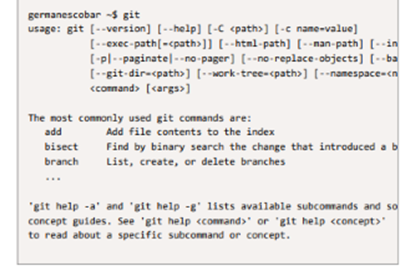 germanescobar ~$ git
usage: git [--version] [--help] [-C <path>] [-c name=value]
[--exec-path[=<path>]] [--html-path] [--man-path] [--in
[-p|--paginate|--no-pager] [--no-replace-objects] [--ba
[--git-dir=<path>] [--work-tree=<path>] [--namespace=<n
<command> [<args>]
The most commonly used git commands are:
add Add file contents to the index
bisect Find by binary search the change that introduced a b
branch List, create, or delete branches
...
'git help -a' and 'git help -g' lists available subcommands and so
concept guides. See 'git help <command>' or 'git help <concept>'
to read about a specific subcommand or concept.